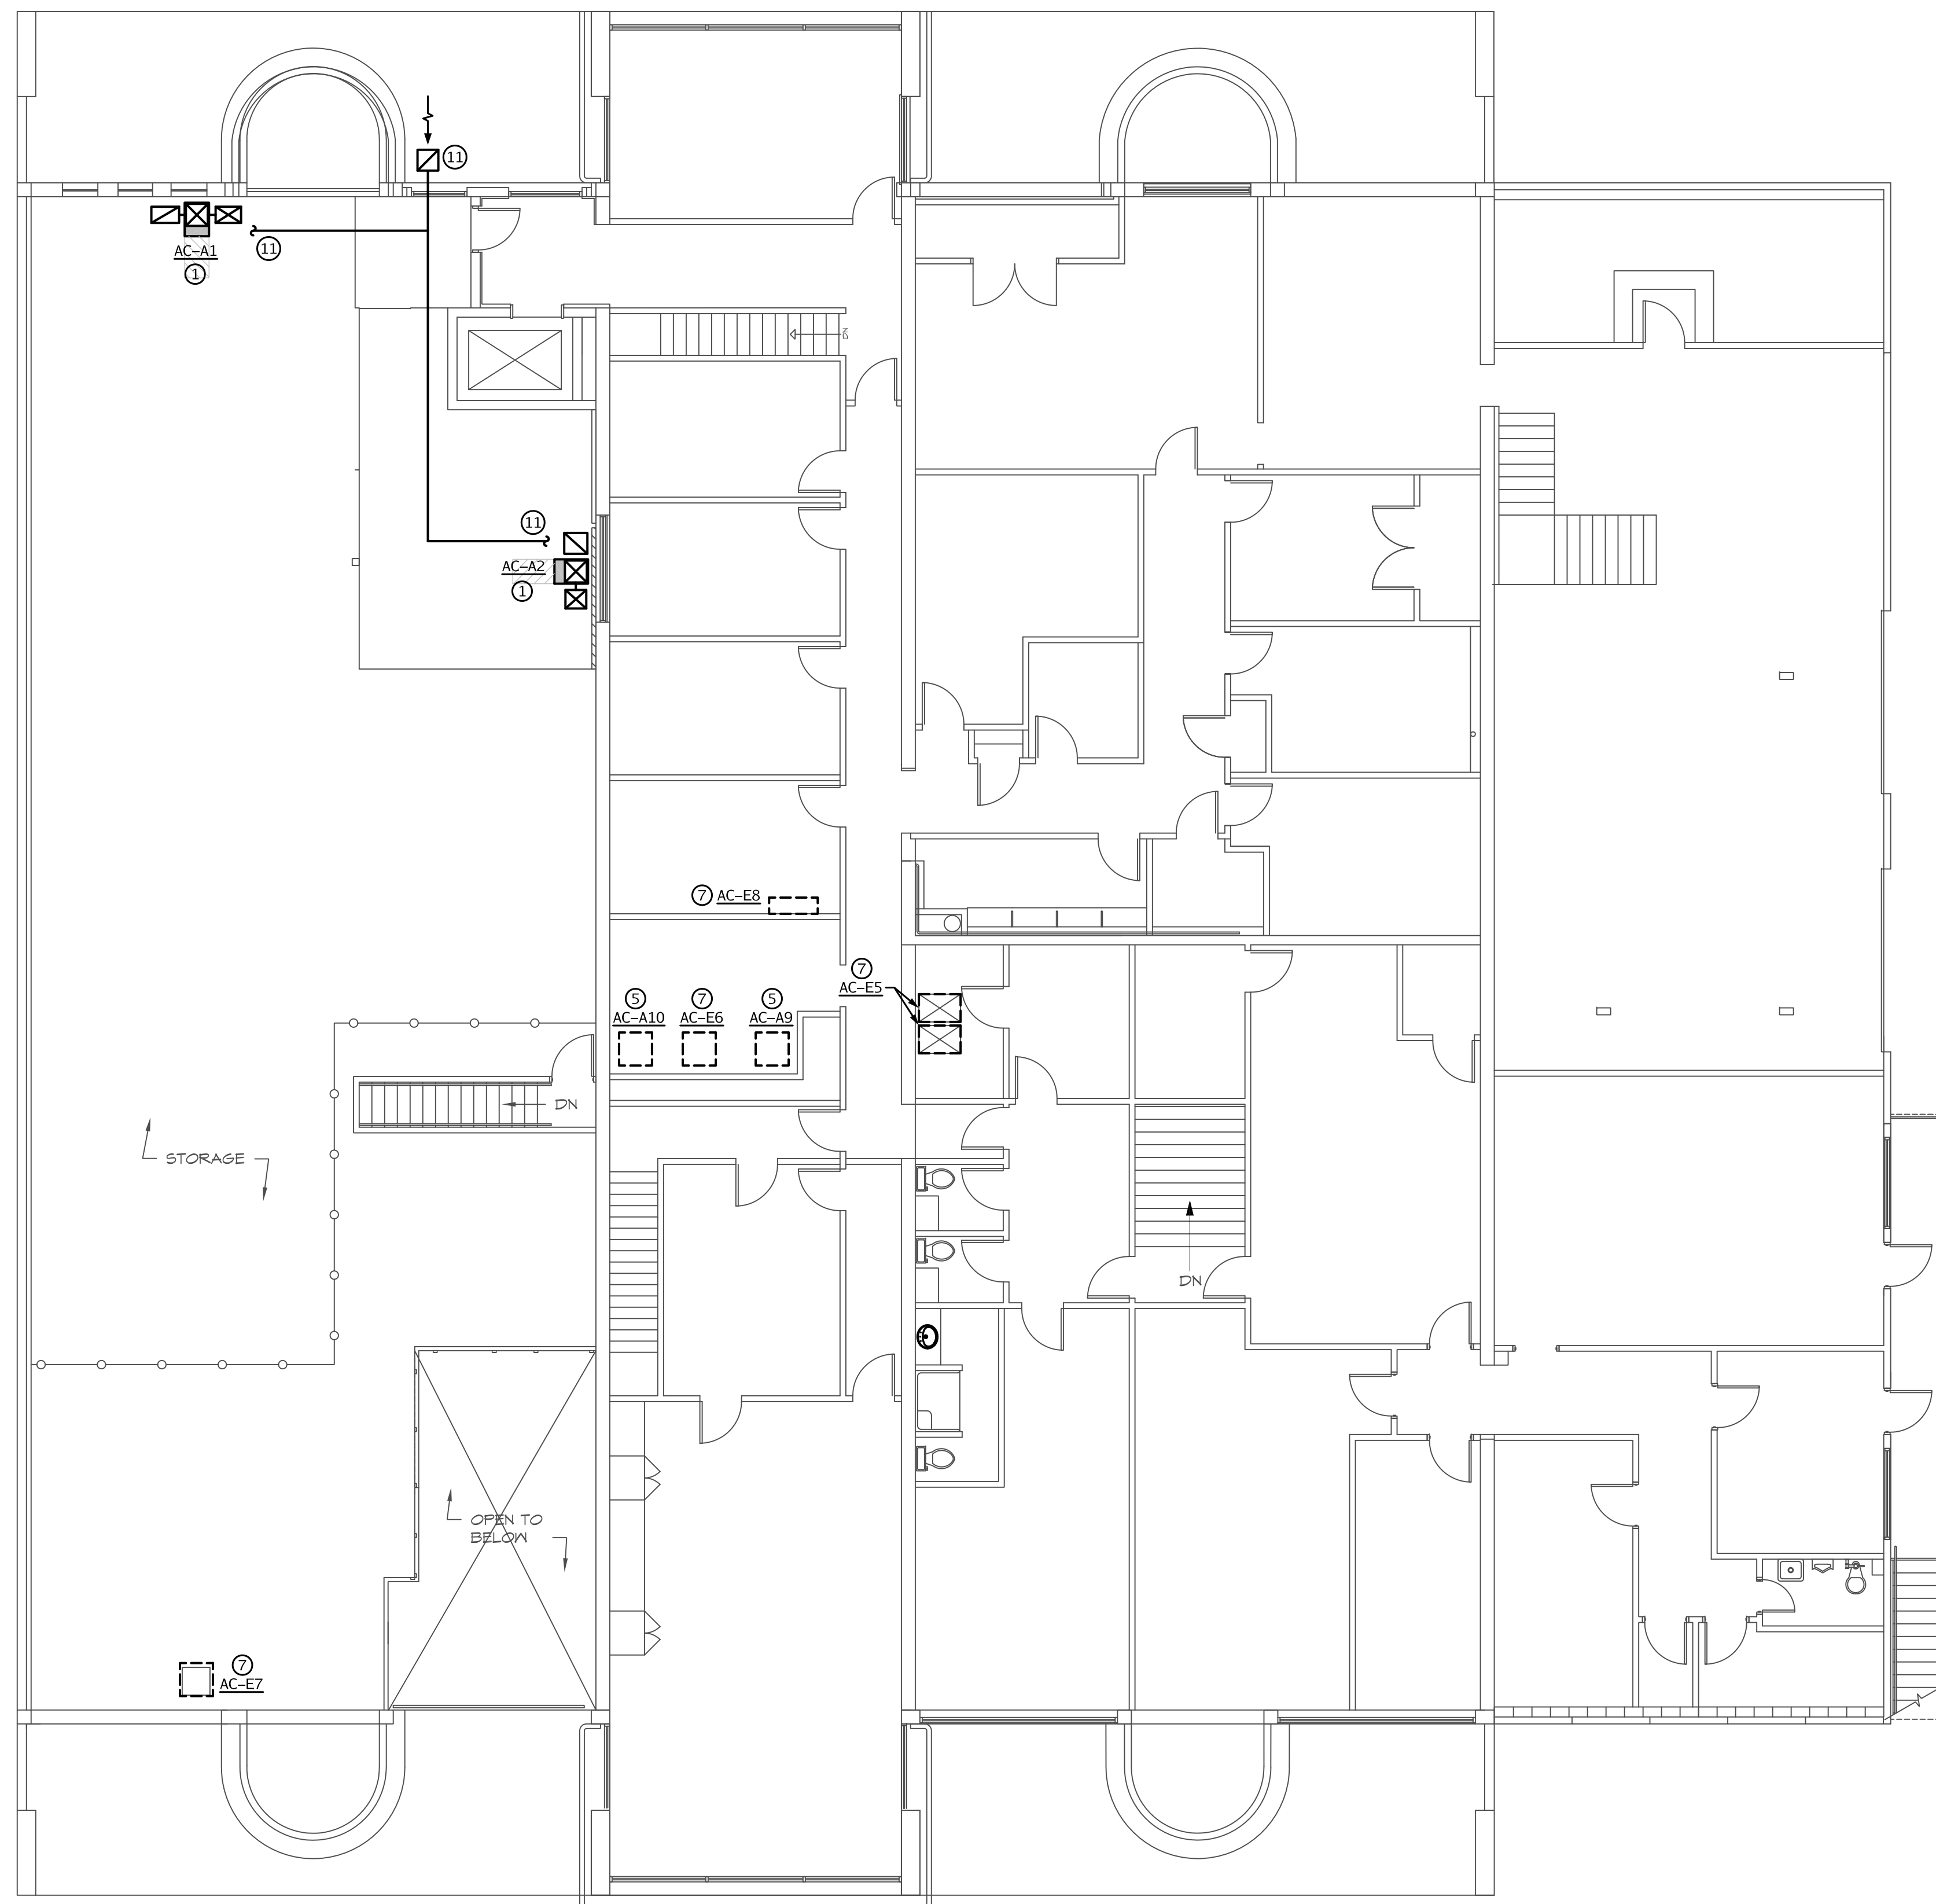 11
11
AC-A1
1
DN
11
AC-A2
1
7 AC-E8
7
AC-E5
5
AC-A10
7
AC-E6
5
AC-A9
DN
STORAGE
DN
OPEN TO
BELOW
7
AC-E7